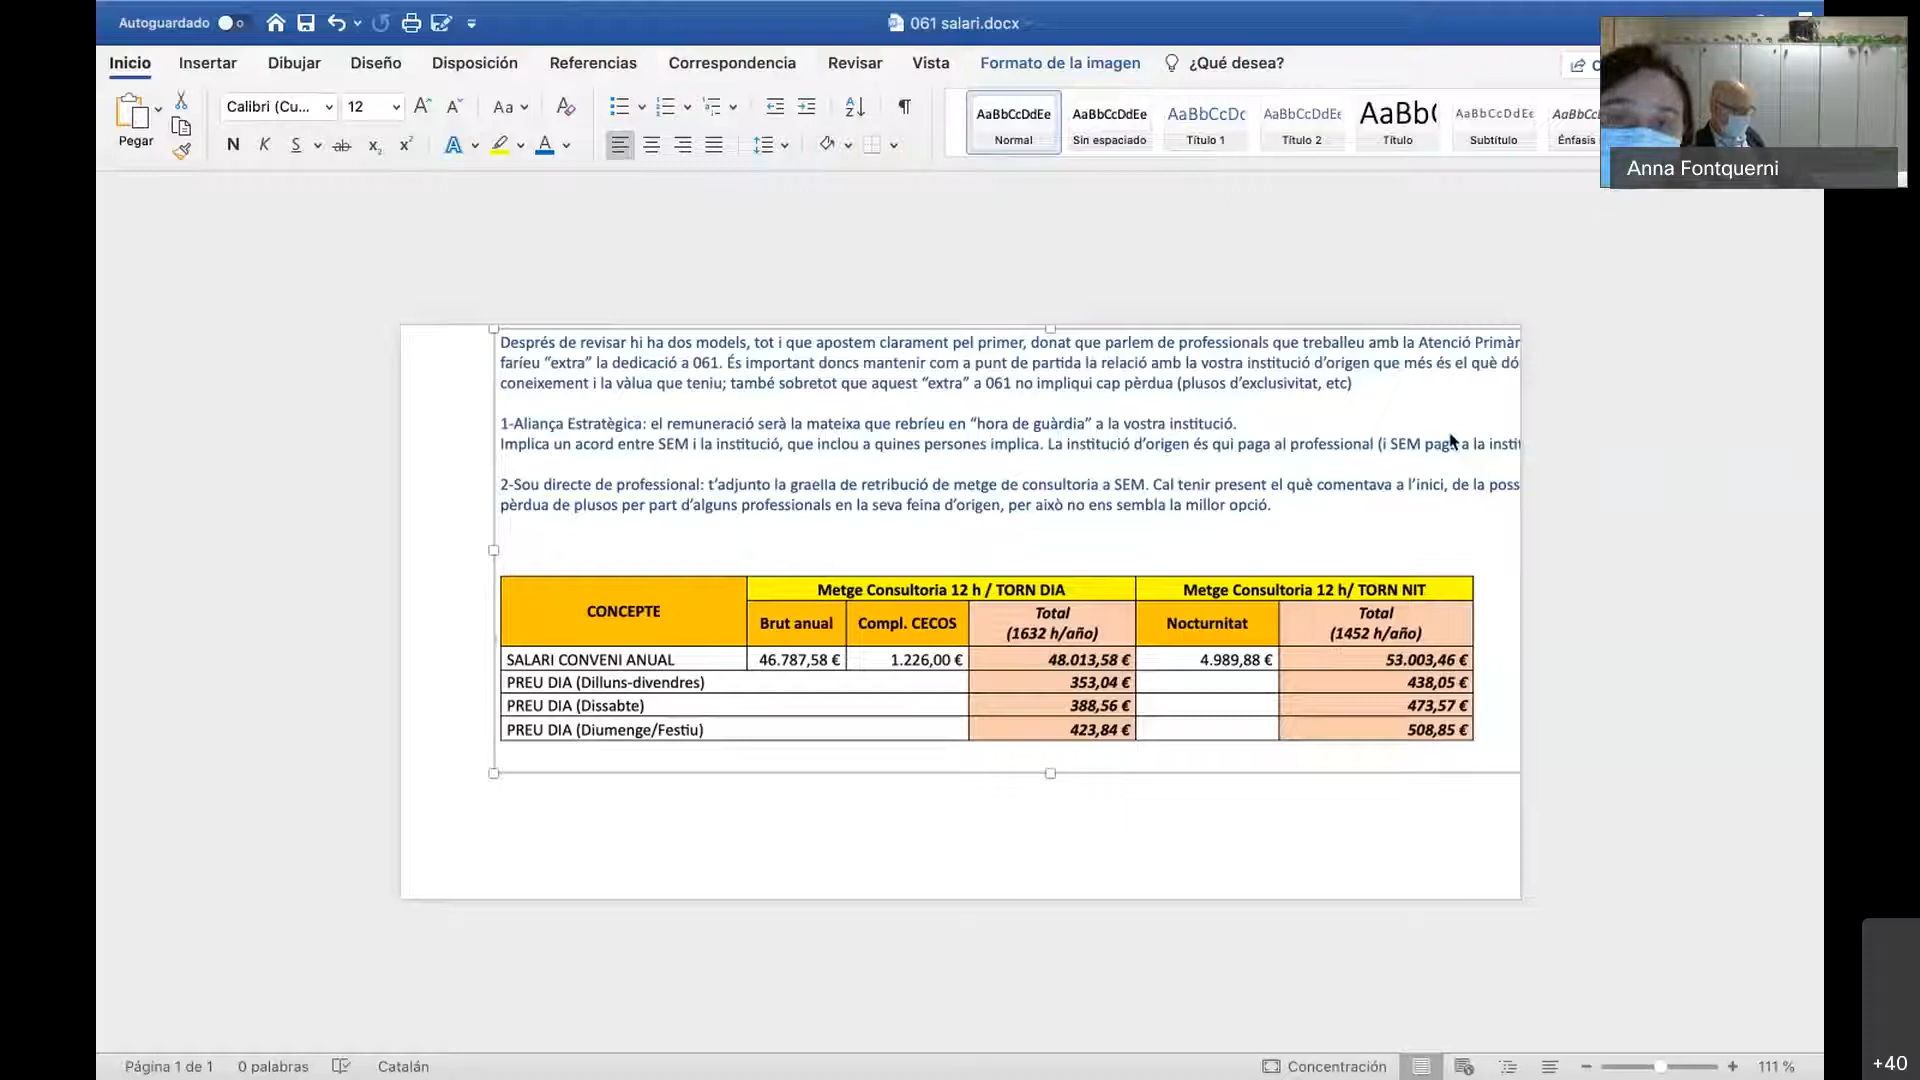 Autoguardado
061 salari.docx
Inicio Insertar Dibujar Diseño Disposición Referencias Correspondencia Revisar Vista Formato de la imagen ¿Qué desea?
Pegar
Calibri (Cu... 12 Aa
N K S ab x₂ x² A A
AaBbCcDdEe AaBbCcDdEe AaBbCcDc AaBbCcDdEe AaBb( AaBbCcDdEe AaBbCc
Normal Sin espaciado Título 1 Título 2 Título Subtítulo Énfasis
Anna Fontquerni
Després de revisar hi ha dos models, tot i que apostem clarament pel primer, donat que parlem de professionals que treballeu amb la Atenció Primàr
faríeu “extra” la dedicació a 061. És important doncs mantenir com a punt de partida la relació amb la vostra institució d’origen que més és el què dó
coneixement i la vàlua que teniu; també sobretot que aquest “extra” a 061 no impliqui cap pèrdua (plusos d’exclusivitat, etc)
1-Aliança Estratègica: el remuneració serà la mateixa que rebríeu en “hora de guàrdia” a la vostra institució.
Implica un acord entre SEM i la institució, que inclou a quines persones implica. La institució d’origen és qui paga al professional (i SEM paga a la instit
2-Sou directe de professional: t’adjunto la graella de retribució de metge de consultoria a SEM. Cal tenir present el què comentava a l’inici, de la poss
pèrdua de plusos per part d’alguns professionals en la seva feina d’origen, per això no ens sembla la millor opció.
CONCEPTE Metge Consultoria 12 h / TORN DIA Metge Consultoria 12 h/ TORN NIT
Brut anual Compl. CECOS Total (1632 h/año) Nocturnitat Total (1452 h/año)
SALARI CONVENI ANUAL 46.787,58 € 1.226,00 € 48.013,58 € 4.989,88 € 53.003,46 €
PREU DIA (Dilluns-divendres) 353,04 € 438,05 €
PREU DIA (Dissabte) 388,56 € 473,57 €
PREU DIA (Diumenge/Festiu) 423,84 € 508,85 €
Página 1 de 1 0 palabras Catalán Concentración 111 %
+40